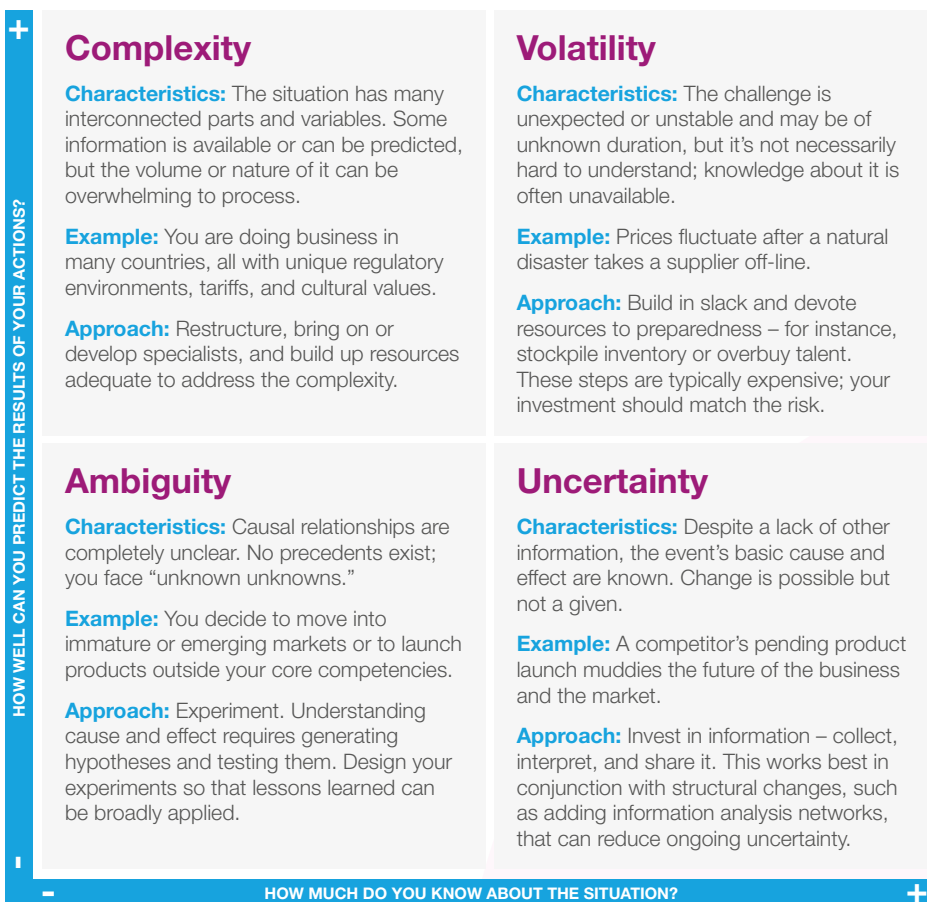 +
HOW WELL CAN YOU PREDICT THE RESULTS OF YOUR ACTIONS?
-
Complexity
Characteristics: The situation has many
interconnected parts and variables. Some
information is available or can be predicted,
but the volume or nature of it can be
overwhelming to process.
Example: You are doing business in
many countries, all with unique regulatory
environments, tariffs, and cultural values.
Approach: Restructure, bring on or
develop specialists, and build up resources
adequate to address the complexity.
Volatility
Characteristics: The challenge is
unexpected or unstable and may be of
unknown duration, but it’s not necessarily
hard to understand; knowledge about it is
often unavailable.
Example: Prices fluctuate after a natural
disaster takes a supplier off-line.
Approach: Build in slack and devote
resources to preparedness – for instance,
stockpile inventory or overbuy talent.
These steps are typically expensive; your
investment should match the risk.
Ambiguity
Characteristics: Causal relationships are
completely unclear. No precedents exist;
you face “unknown unknowns.”
Example: You decide to move into
immature or emerging markets or to launch
products outside your core competencies.
Approach: Experiment. Understanding
cause and effect requires generating
hypotheses and testing them. Design your
experiments so that lessons learned can
be broadly applied.
Uncertainty
Characteristics: Despite a lack of other
information, the event’s basic cause and
effect are known. Change is possible but
not a given.
Example: A competitor’s pending product
launch muddies the future of the business
and the market.
Approach: Invest in information – collect,
interpret, and share it. This works best in
conjunction with structural changes, such
as adding information analysis networks,
that can reduce ongoing uncertainty.
- HOW MUCH DO YOU KNOW ABOUT THE SITUATION? +